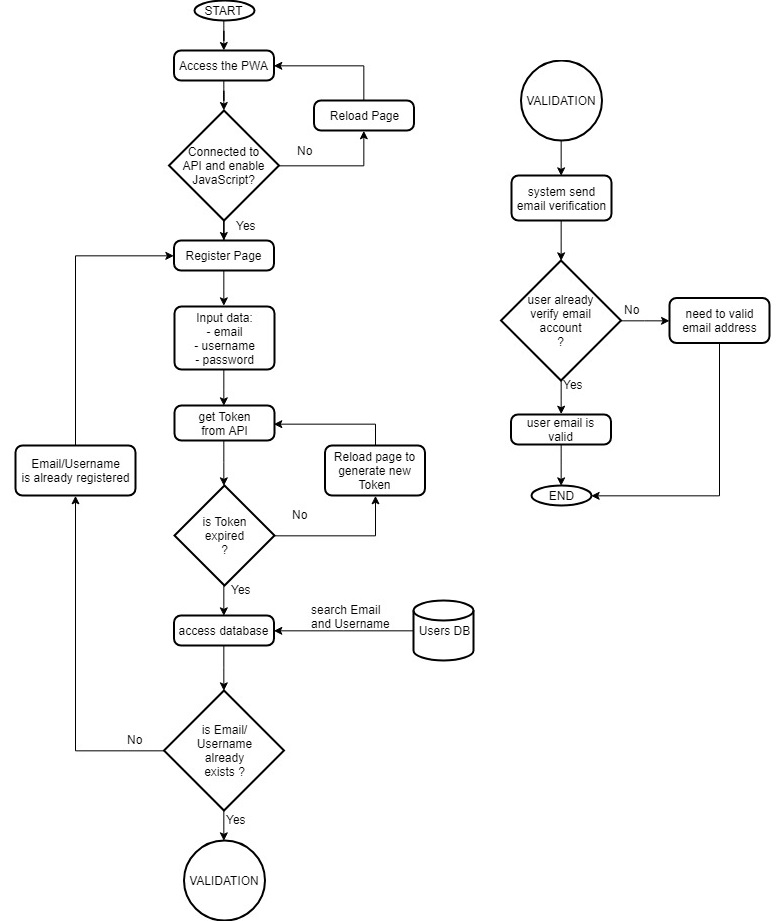 START
Access the PWA
Reload Page
Connected to
API and enable
JavaScript?
No
Yes
Register Page
Input data:
- email
- username
- password
get Token
from API
Email/Username
is already registered
Reload page to
generate new
Token
is Token
expired
?
No
Yes
access database
search Email
and Username
Users DB
is Email/
Username
already
exists ?
No
Yes
VALIDATION
VALIDATION
system send
email verification
user already
verify email
account
?
No
need to valid
email address
Yes
user email is
valid
END